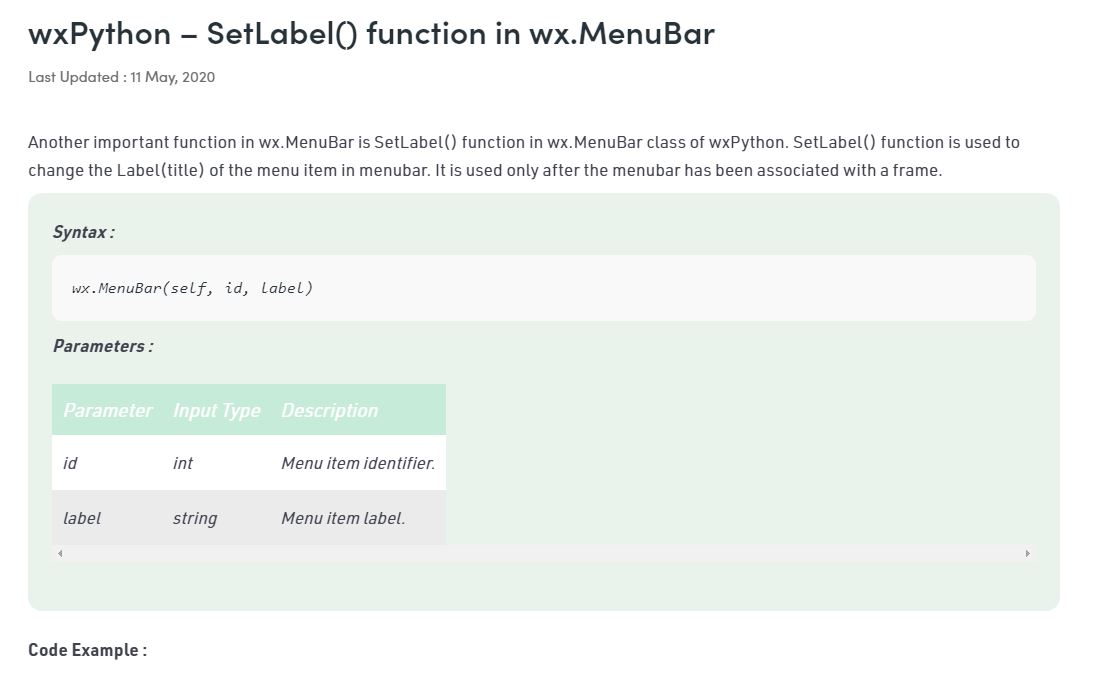 wxPython – SetLabel() function in wx.MenuBar
Last Updated : 11 May, 2020
Another important function in wx.MenuBar is SetLabel() function in wx.MenuBar class of wxPython. SetLabel() function is used to
change the Label(title) of the menu item in menubar. It is used only after the menubar has been associated with a frame.
Syntax :
wx.MenuBar(self, id, label)
Parameters :
Parameter Input Type Description
id int Menu item identifier.
label string Menu item label.
Code Example :